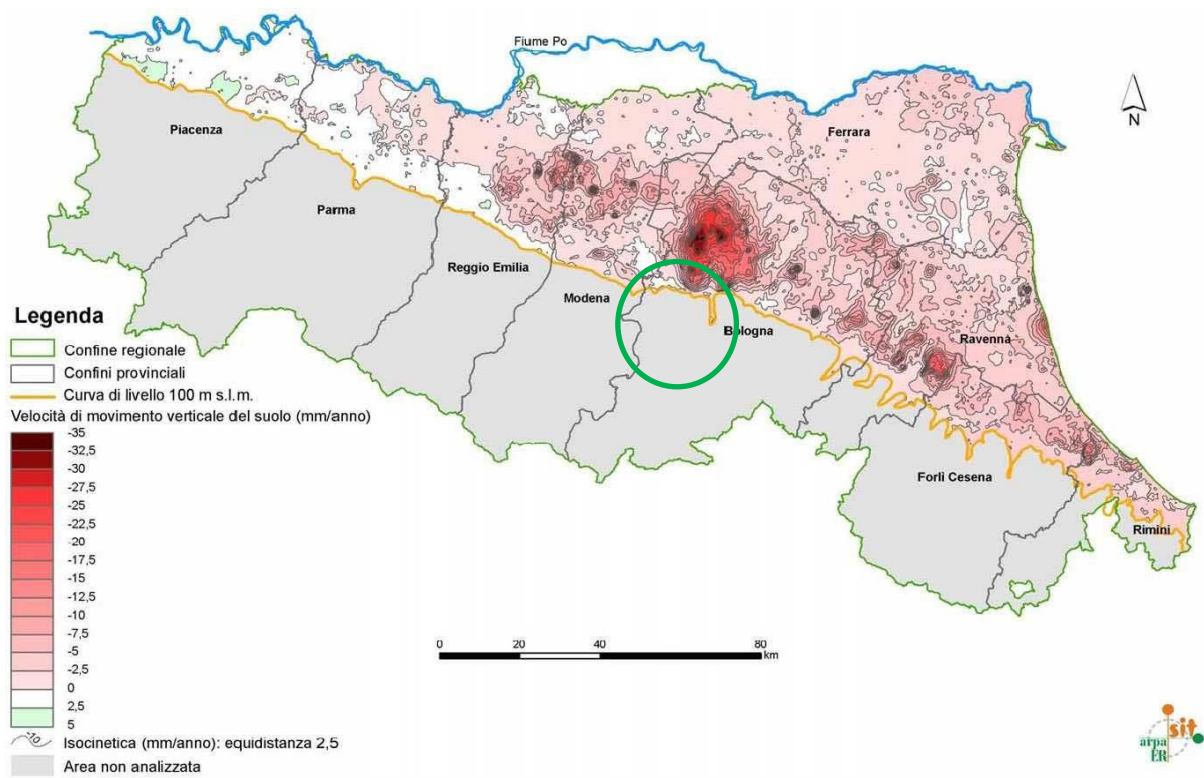 Fiume Po
N
Piacenza
Ferrara
Parma
Reggio Emilia
Modena
Bologna
Ravenna
Forli Cesena
Rimini
Legenda
Confine regionale
Confini provinciali
Curva di livello 100 m s.l.m.
Velocità di movimento verticale del suolo (mm/anno)
-35
-32,5
-30
-27,5
-25
-22,5
-20
-17,5
-15
-12,5
-10
-7,5
-5
-2,5
0
2,5
5
-10
Isocinetica (mm/anno): equidistanza 2,5
Area non analizzata
0 20 40 80
km
sit
arpa
ER